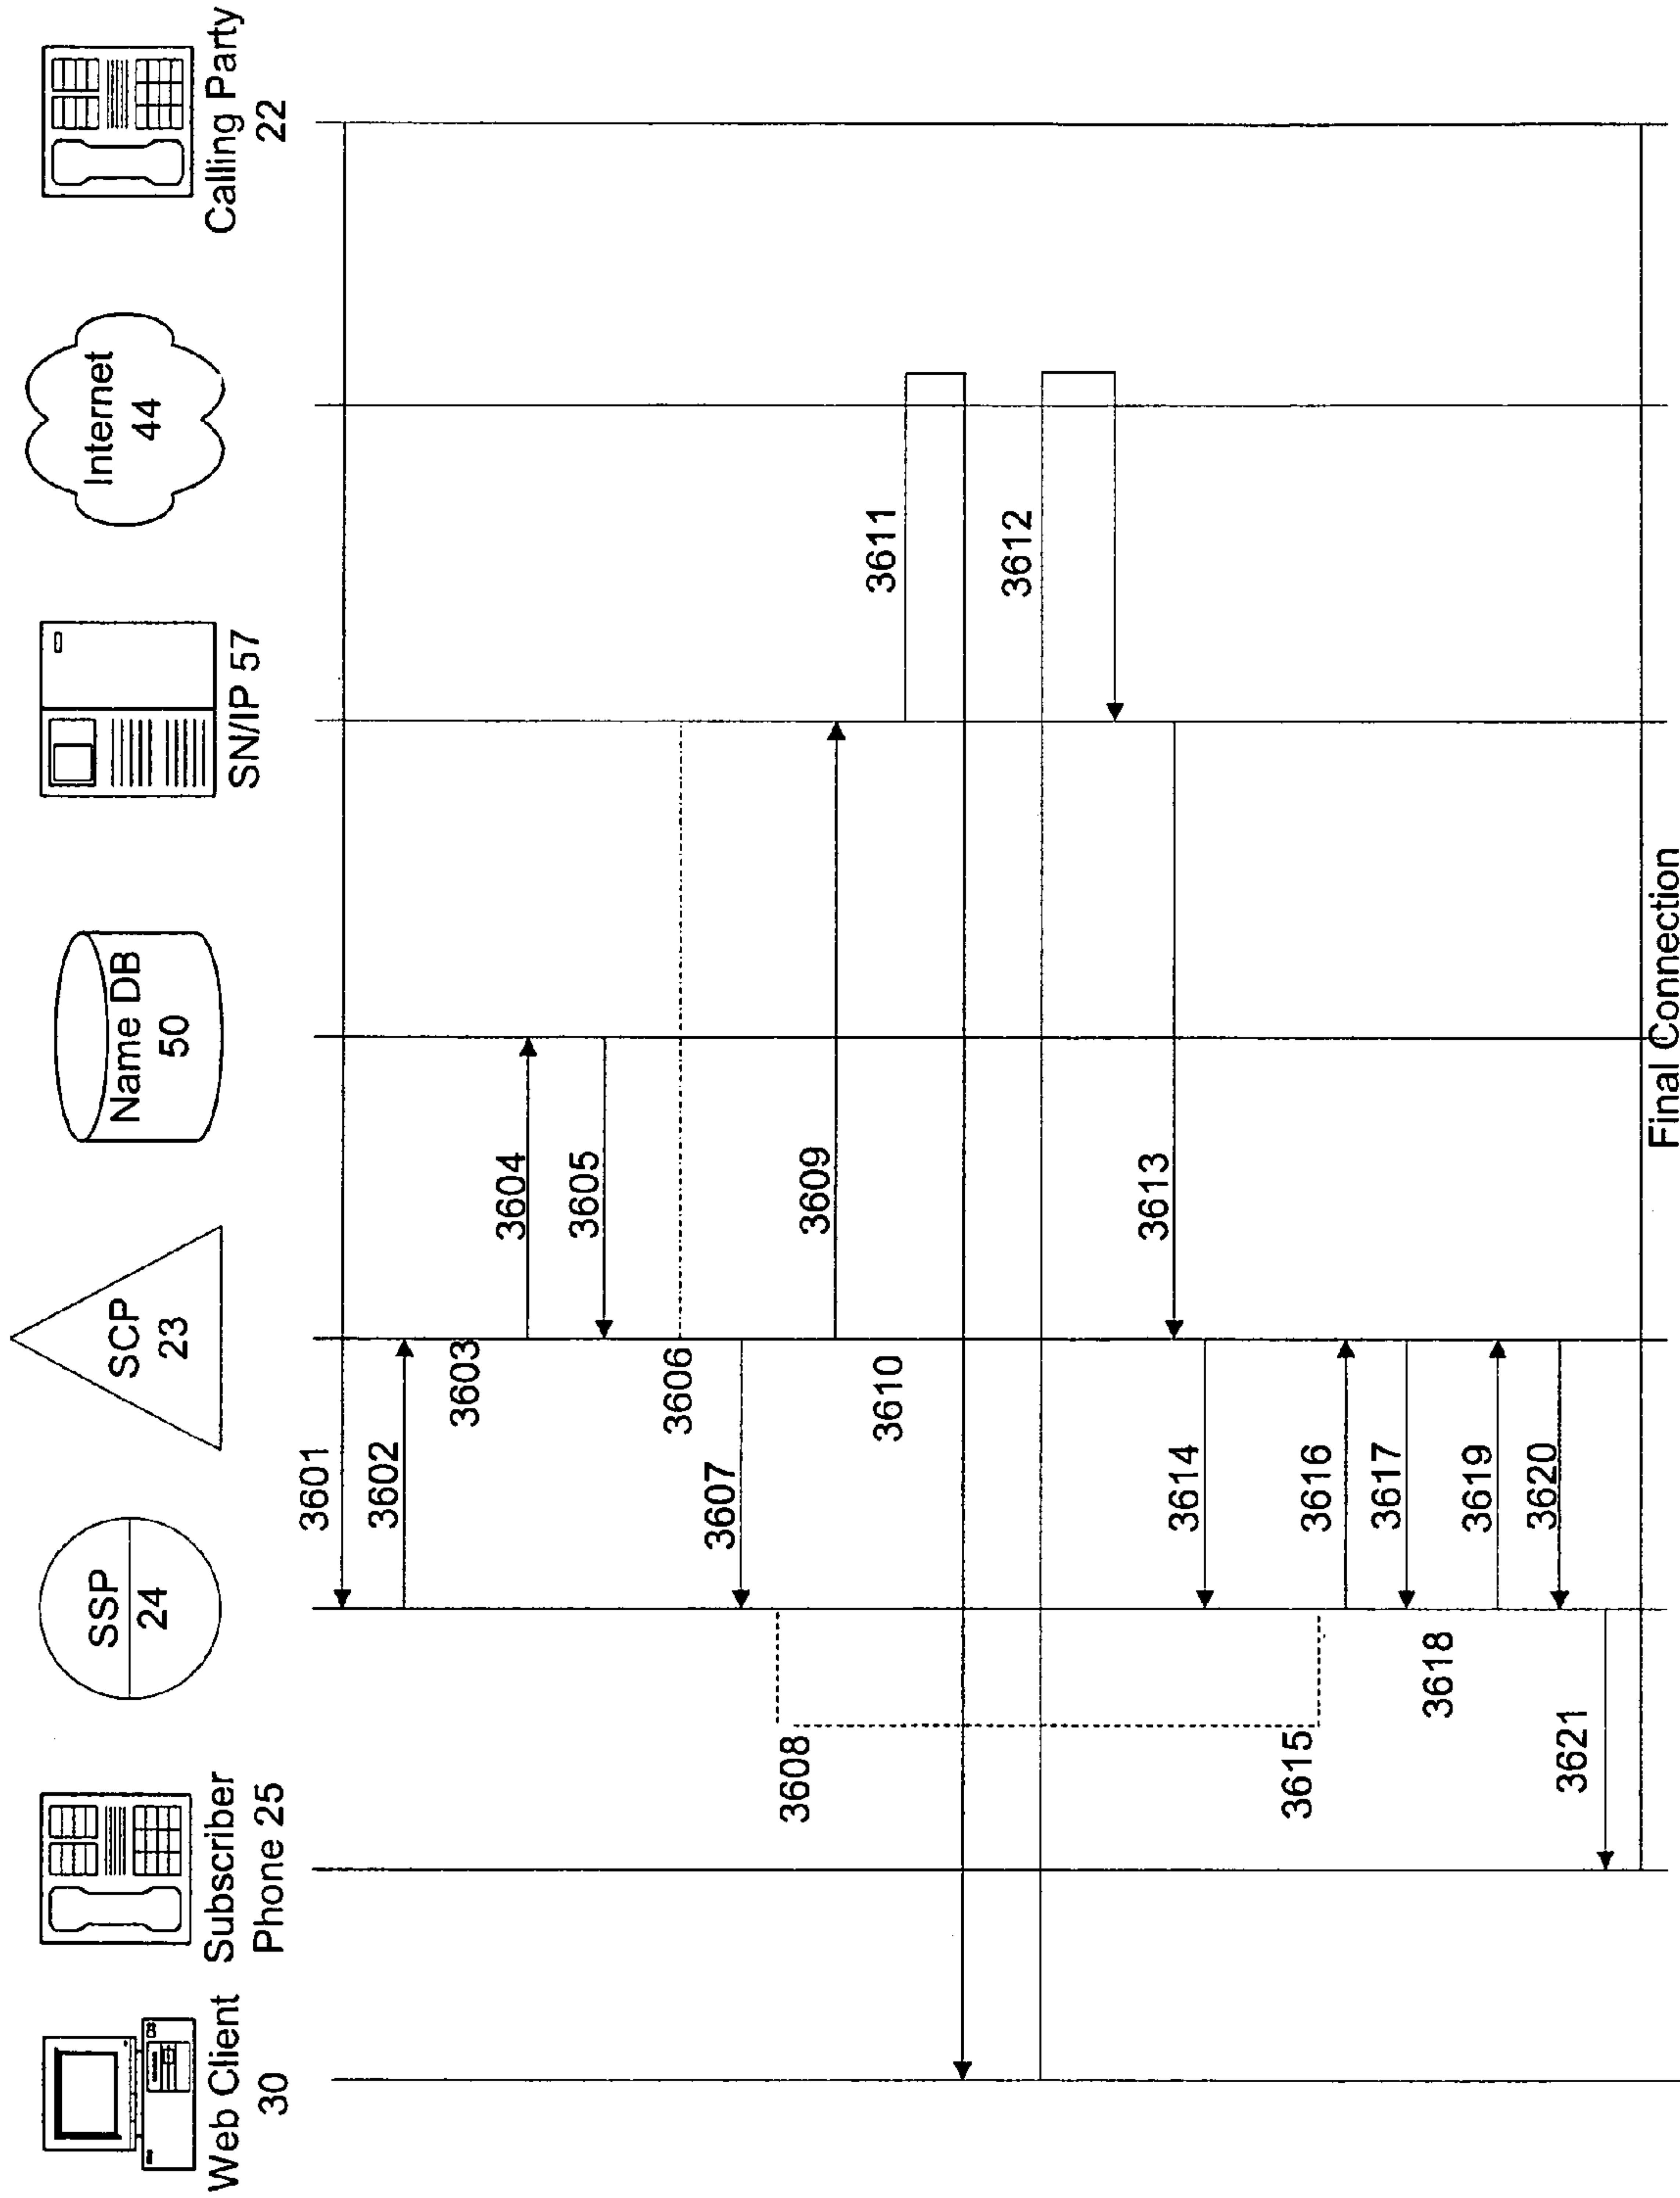 Web Client
30
Subscriber
Phone 25
SSP
24
SCP
23
Name DB
50
SN/IP 57
Internet
44
Calling Party
22
3601
3602
3603
3604
3605
3606
3607
3608
3609
3610
3611
3612
3613
3614
3615
3616
3617
3618
3619
3620
3621
Final Connection